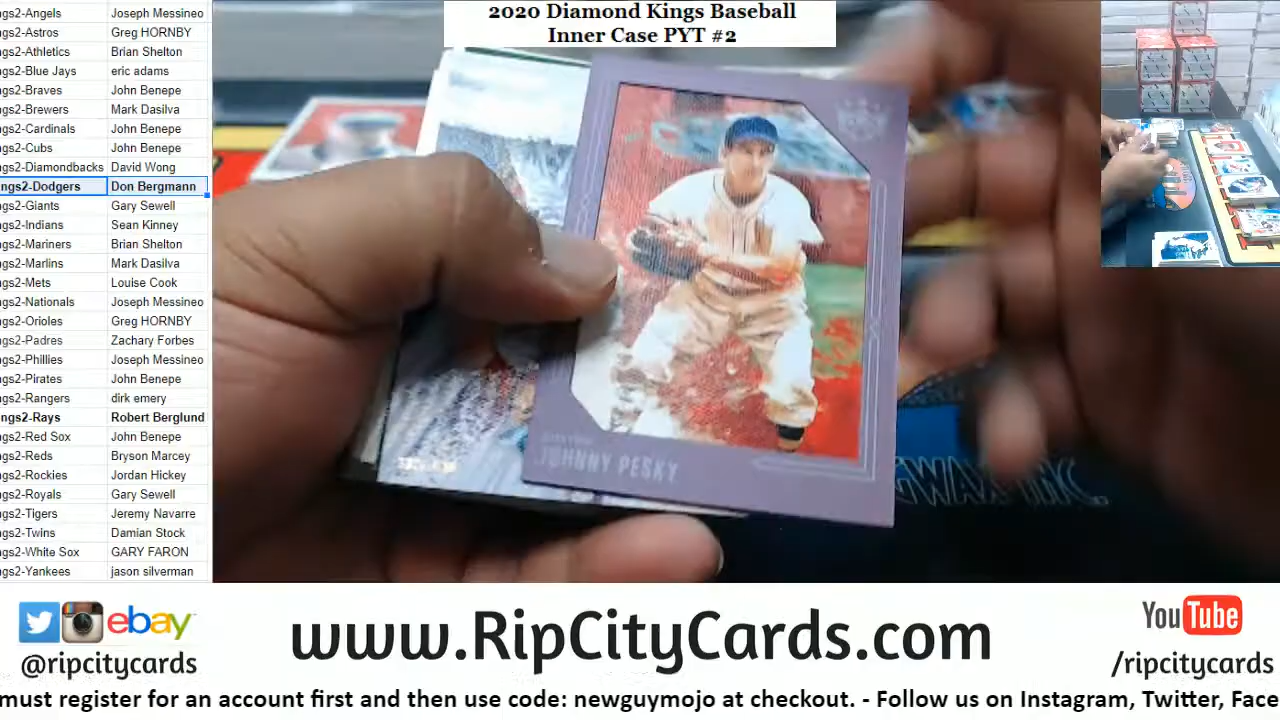 2020 Diamond Kings Baseball
Inner Case PYT #2
ngs2-Angels Joseph Messineo
ngs2-Astros Greg HORNBY
ngs2-Athletics Brian Shelton
ngs2-Blue Jays eric adams
ngs2-Braves John Benepe
ngs2-Brewers Mark Dasilva
ngs2-Cardinals John Benepe
ngs2-Cubs John Benepe
ngs2-Diamondbacks David Wong
ngs2-Dodgers Don Bergmann
ngs2-Giants Gary Sewell
ngs2-Indians Sean Kinney
ngs2-Mariners Brian Shelton
ngs2-Marlins Mark Dasilva
ngs2-Mets Louise Cook
ngs2-Nationals Joseph Messineo
ngs2-Orioles Greg HORNBY
ngs2-Padres Zachary Forbes
ngs2-Phillies Joseph Messineo
ngs2-Pirates John Benepe
ngs2-Rangers dirk emery
ngs2-Rays Robert Berglund
ngs2-Red Sox John Benepe
ngs2-Reds Bryson Marcey
ngs2-Rockies Jordan Hickey
ngs2-Royals Gary Sewell
ngs2-Tigers Jeremy Navarre
ngs2-Twins Damian Stock
ngs2-White Sox GARY FARON
ngs2-Yankees jason silverman
JOHNNY PESKY
GWAX INC.
ebay
@ripcitycards
www.RipCityCards.com
YouTube
/ripcitycards
must register for an account first and then use code: newguymojo at checkout. - Follow us on Instagram, Twitter, Face